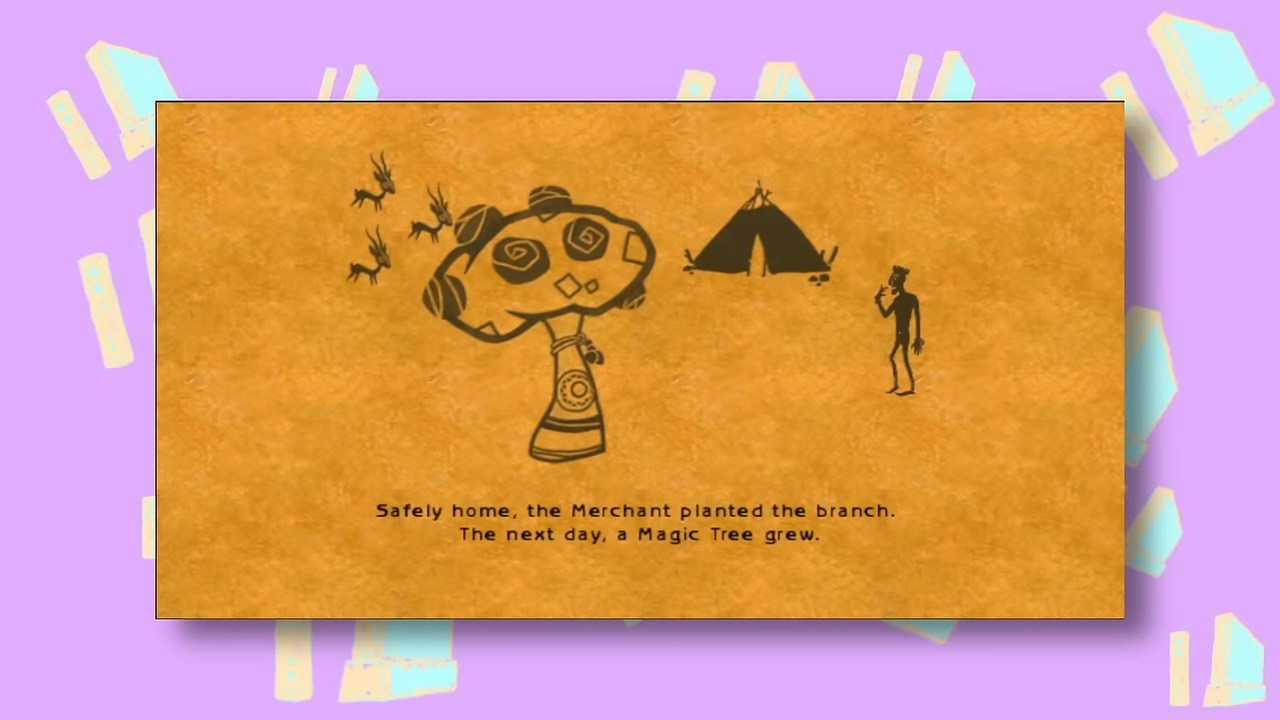 Safely home, the Merchant planted the branch.
The next day, a Magic Tree grew.